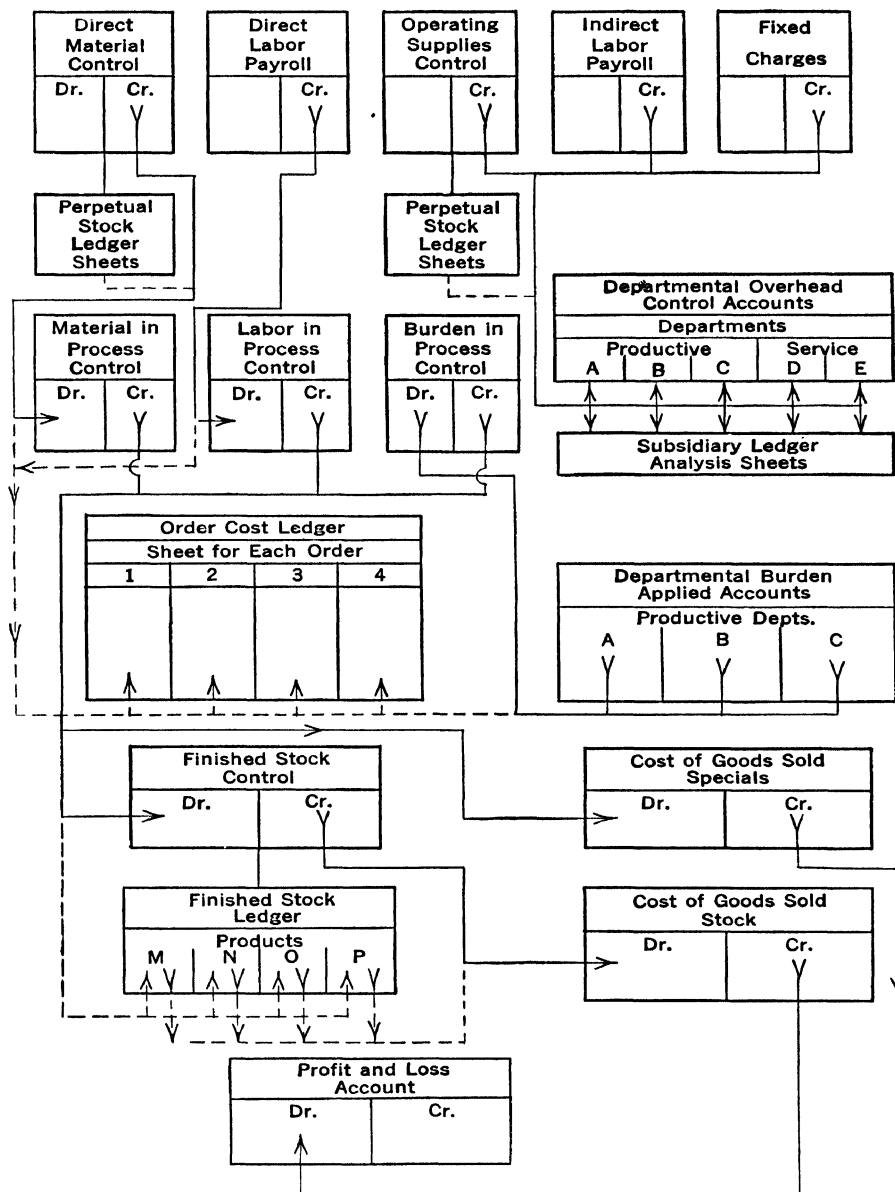 Direct
Material
Control
Dr. Cr.
Direct
Labor
Payroll
Cr.
Operating
Supplies
Control
Cr.
Indirect
Labor
Payroll
Cr.
Fixed
Charges
Cr.
Perpetual
Stock
Ledger
Sheets
Perpetual
Stock
Ledger
Sheets
Departmental Overhead
Control Accounts
Departments
Productive Service
A B C D E
Subsidiary Ledger
Analysis Sheets
Material in
Process
Control
Dr. Cr.
Labor in
Process
Control
Dr. Cr.
Burden in
Process
Control
Dr. Cr.
Order Cost Ledger
Sheet for Each Order
1 2 3 4
Departmental Burden
Applied Accounts
Productive Depts.
A B C
Finished Stock
Control
Dr. Cr.
Cost of Goods Sold
Specials
Dr. Cr.
Finished Stock
Ledger
Products
M N O P
Cost of Goods Sold
Stock
Dr. Cr.
Profit and Loss
Account
Dr. Cr.